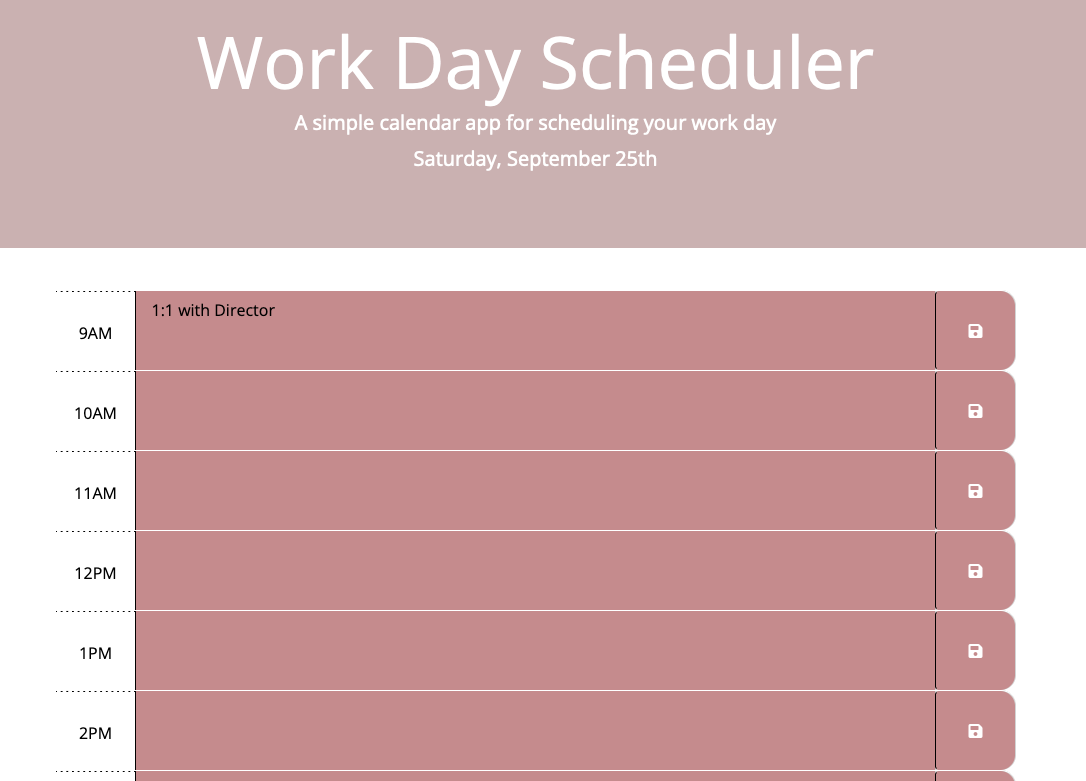 Work Day Scheduler
A simple calendar app for scheduling your work day
Saturday, September 25th
9AM
1:1 with Director
10AM
11AM
12PM
1PM
2PM